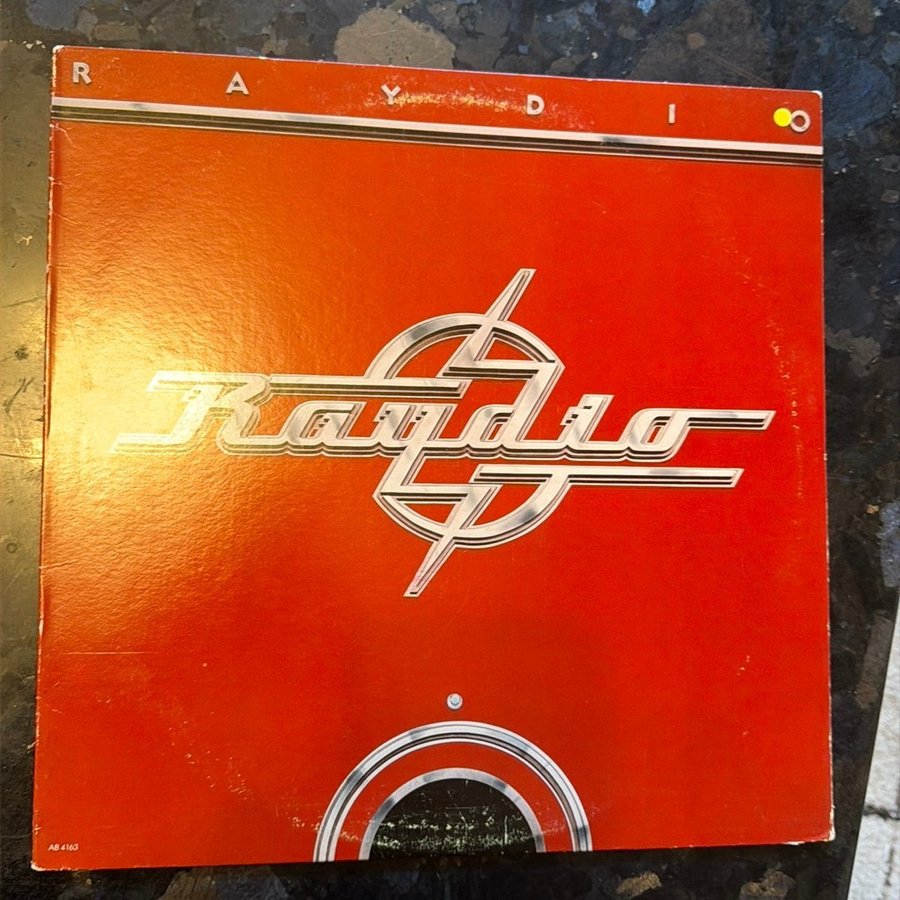 R A Y D I O
Raydio
AB 4163